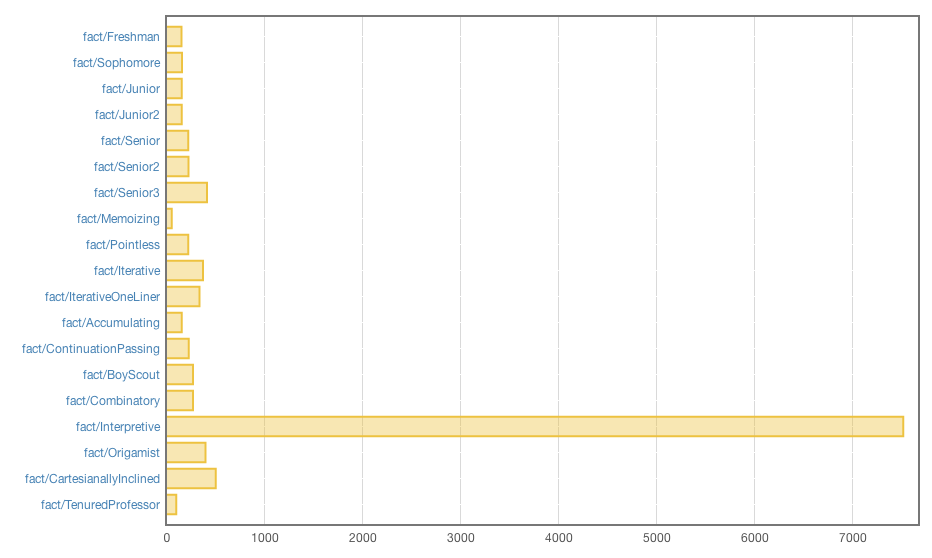 fact/Freshman
fact/Sophomore
fact/Junior
fact/Junior2
fact/Senior
fact/Senior2
fact/Senior3
fact/Memoizing
fact/Pointless
fact/Iterative
fact/IterativeOneLiner
fact/Accumulating
fact/ContinuationPassing
fact/BoyScout
fact/Combinatory
fact/Interpretive
fact/Origamist
fact/CartesianallyInclined
fact/TenuredProfessor
0 1000 2000 3000 4000 5000 6000 7000